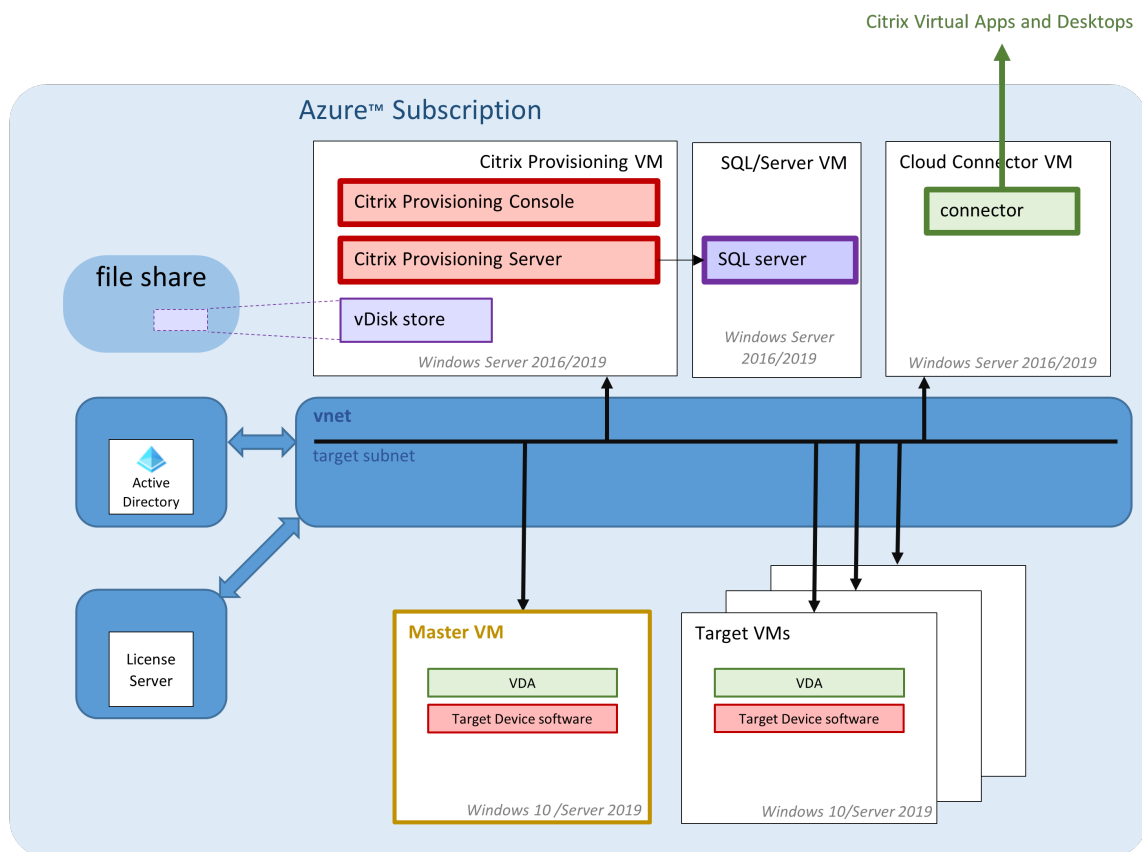 Citrix Virtual Apps and Desktops
Azure™ Subscription
Citrix Provisioning VM
Citrix Provisioning Console
Citrix Provisioning Server
vDisk store
Windows Server 2016/2019
SQL/Server VM
SQL server
Windows Server
2016/2019
Cloud Connector VM
connector
Windows Server 2016/2019
file share
vnet
target subnet
Active
Directory
License
Server
Master VM
VDA
Target Device software
Windows 10 /Server 2019
Target VMs
VDA
Target Device software
Windows 10/Server 2019